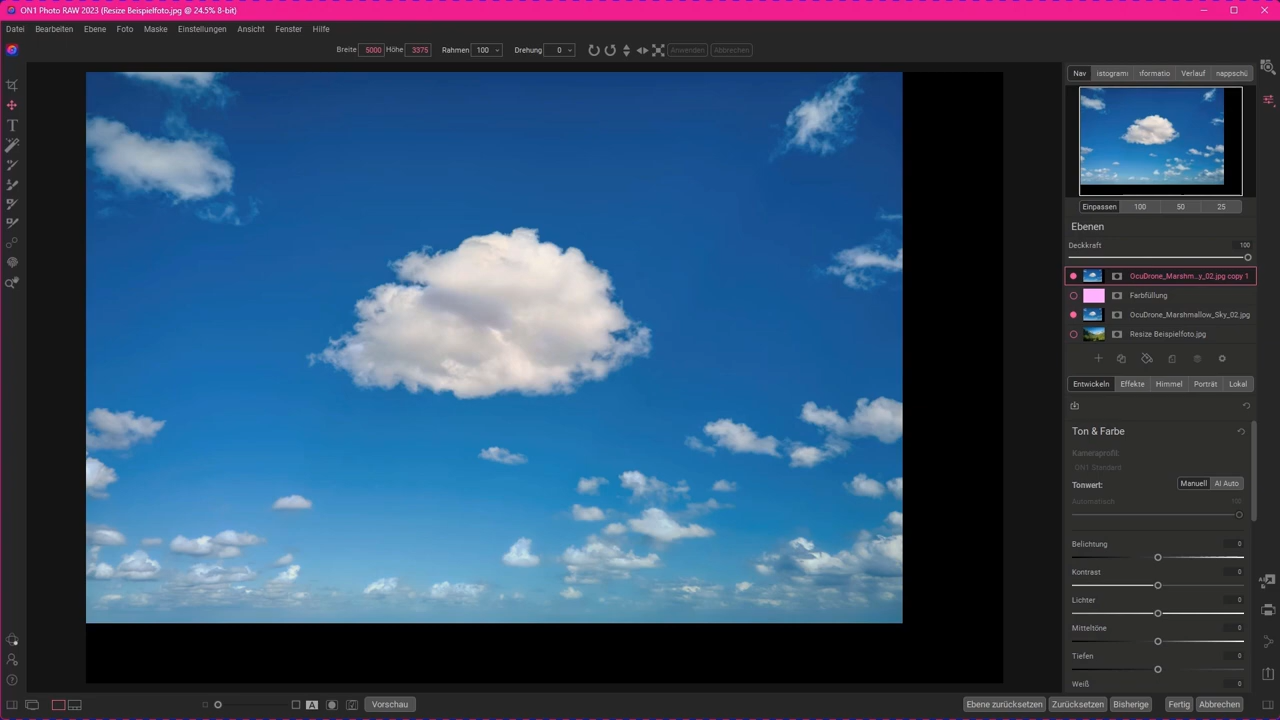 ON1 Photo RAW 2023 (Resize Beispielfoto.jpg @ 24.5% 8-bit)
Datei Bearbeiten Ebene Foto Maske Einstellungen Ansicht Fenster Hilfe
Breite 5000 Höhe 3375 Rahmen 100 Drehung 0 Anwenden Abbrechen
Nav istogramı ıformatioı Verlauf nappschü
Einpassen 100 50 25
Ebenen
Deckkraft 100
OcuDrone_Marshm...y_02.jpg copy 1
Farbfüllung
OcuDrone_Marshmallow_Sky_02.jpg
Resize Beispielfoto.jpg
Entwickeln Effekte Himmel Porträt Lokal
Ton & Farbe
Kameraprofil:
ON1 Standard
Tonwert: Manuell AI Auto
Automatisch 100
Belichtung 0
Kontrast 0
Lichter 0
Mitteltöne 0
Tiefen 0
Weiß 0
A Vorschau Ebene zurücksetzen Zurücksetzen Bisherige Fertig Abbrechen